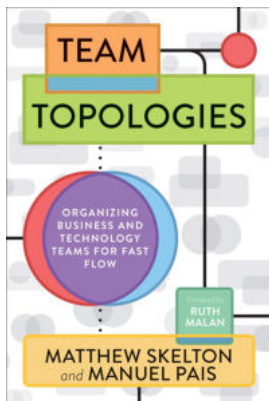 TEAM
TOPOLOGIES
ORGANIZING
BUSINESS AND
TECHNOLOGY
TEAMS FOR FAST
FLOW
Foreword by
RUTH
MALAN
MATTHEW SKELTON
and MANUEL PAIS